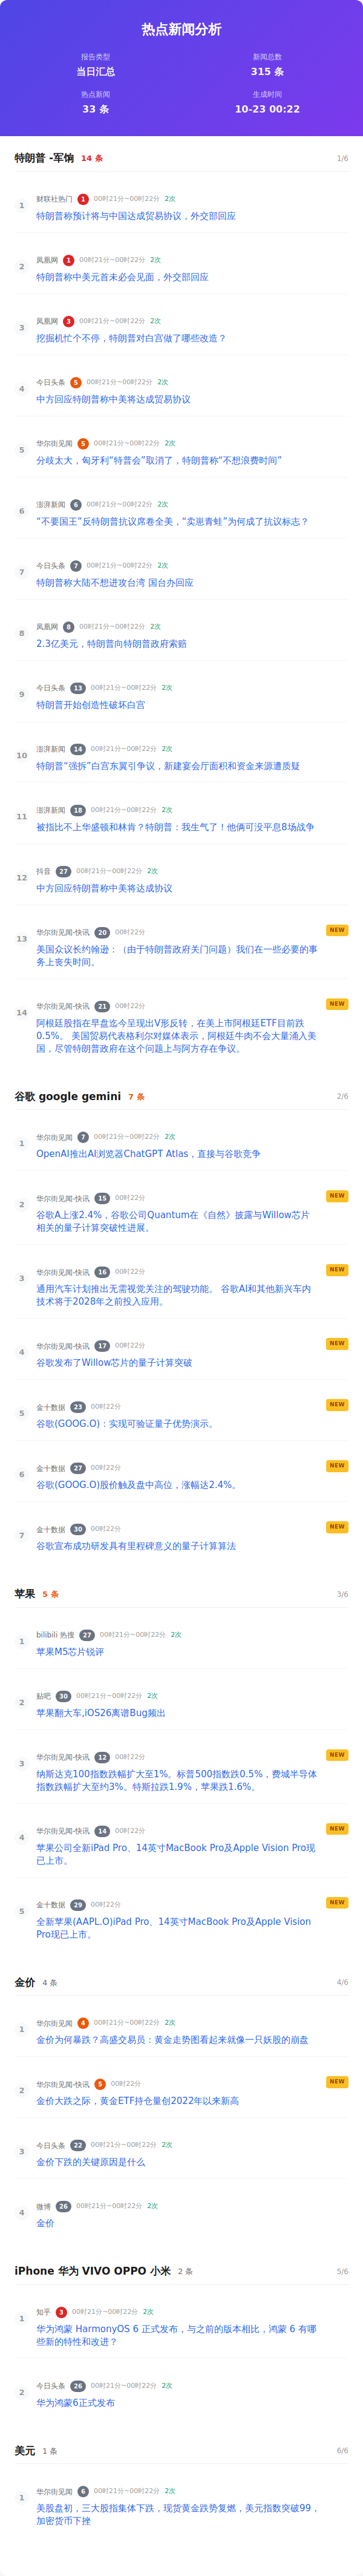 热点新闻分析
报告类型
新闻总数
当日汇总
315 条
热点新闻
生成时间
33 条
10-23 00:22
特朗普 -军饷 14 条 1/6
1
财联社热门 1 00时21分~00时22分 2次
特朗普称预计将与中国达成贸易协议，外交部回应
2
凤凰网 1 00时21分~00时22分 2次
特朗普称中美元首未必会见面，外交部回应
3
凤凰网 3 00时21分~00时22分 2次
挖掘机忙个不停，特朗普对白宫做了哪些改造？
4
今日头条 5 00时21分~00时22分 2次
中方回应特朗普称中美将达成贸易协议
5
华尔街见闻 5 00时21分~00时22分 2次
分歧太大，匈牙利“特普会”取消了，特朗普称“不想浪费时间”
6
澎湃新闻 6 00时21分~00时22分 2次
“不要国王”反特朗普抗议席卷全美，“卖崽青蛙”为何成了抗议标志？
7
今日头条 7 00时21分~00时22分 2次
特朗普称大陆不想进攻台湾 国台办回应
8
凤凰网 8 00时21分~00时22分 2次
2.3亿美元，特朗普向特朗普政府索赔
9
今日头条 13 00时21分~00时22分 2次
特朗普开始创造性破坏白宫
10
澎湃新闻 14 00时21分~00时22分 2次
特朗普“强拆”白宫东翼引争议，新建宴会厅面积和资金来源遭质疑
11
澎湃新闻 18 00时21分~00时22分 2次
被指比不上华盛顿和林肯？特朗普：我生气了！他俩可没平息8场战争
12
抖音 27 00时21分~00时22分 2次
中方回应特朗普称中美将达成协议
13
华尔街见闻-快讯 20 00时22分 NEW
美国众议长约翰逊：（由于特朗普政府关门问题）我们在一些必要的事
务上丧失时间。
14
华尔街见闻-快讯 21 00时22分 NEW
阿根廷股指在早盘迄今呈现出V形反转，在美上市阿根廷ETF目前跌
0.5%。 美国贸易代表格利尔对媒体表示，阿根廷牛肉不会大量涌入美
国，尽管特朗普政府在这个问题上与阿方存在争议。
谷歌 google gemini 7 条 2/6
1
华尔街见闻 7 00时21分~00时22分 2次
OpenAI推出AI浏览器ChatGPT Atlas，直接与谷歌竞争
2
华尔街见闻-快讯 15 00时22分 NEW
谷歌A上涨2.4%，谷歌公司Quantum在《自然》披露与Willow芯片
相关的量子计算突破性进展。
3
华尔街见闻-快讯 16 00时22分 NEW
通用汽车计划推出无需视觉关注的驾驶功能。 谷歌AI和其他新兴车内
技术将于2028年之前投入应用。
4
华尔街见闻-快讯 17 00时22分 NEW
谷歌发布了Willow芯片的量子计算突破
5
金十数据 23 00时22分 NEW
谷歌(GOOG.O)：实现可验证量子优势演示。
6
金十数据 27 00时22分 NEW
谷歌(GOOG.O)股价触及盘中高位，涨幅达2.4%。
7
金十数据 30 00时22分 NEW
谷歌宣布成功研发具有里程碑意义的量子计算算法
苹果 5 条 3/6
1
bilibili 热搜 27 00时21分~00时22分 2次
苹果M5芯片锐评
2
贴吧 30 00时21分~00时22分 2次
苹果翻大车,iOS26离谱Bug频出
3
华尔街见闻-快讯 12 00时22分 NEW
纳斯达克100指数跌幅扩大至1%。标普500指数跌0.5%，费城半导体
指数跌幅扩大至约3%。特斯拉跌1.9%，苹果跌1.6%。
4
华尔街见闻-快讯 14 00时22分 NEW
苹果公司全新iPad Pro、14英寸MacBook Pro及Apple Vision Pro现
已上市。
5
金十数据 29 00时22分 NEW
全新苹果(AAPL.O)iPad Pro、14英寸MacBook Pro及Apple Vision
Pro现已上市。
金价 4 条 4/6
1
华尔街见闻 4 00时21分~00时22分 2次
金价为何暴跌？高盛交易员：黄金走势图看起来就像一只妖股的崩盘
2
华尔街见闻-快讯 5 00时22分 NEW
金价大跌之际，黄金ETF持仓量创2022年以来新高
3
今日头条 22 00时21分~00时22分 2次
金价下跌的关键原因是什么
4
微博 26 00时21分~00时22分 2次
金价
iPhone 华为 VIVO OPPO 小米 2 条 5/6
1
知乎 3 00时21分~00时22分 2次
华为鸿蒙 HarmonyOS 6 正式发布，与之前的版本相比，鸿蒙 6 有哪
些新的特性和改进？
2
今日头条 26 00时21分~00时22分 2次
华为鸿蒙6正式发布
美元 1 条 6/6
1
华尔街见闻 6 00时21分~00时22分 2次
美股盘初，三大股指集体下跌，现货黄金跌势复燃，美元指数突破99，
加密货币下挫